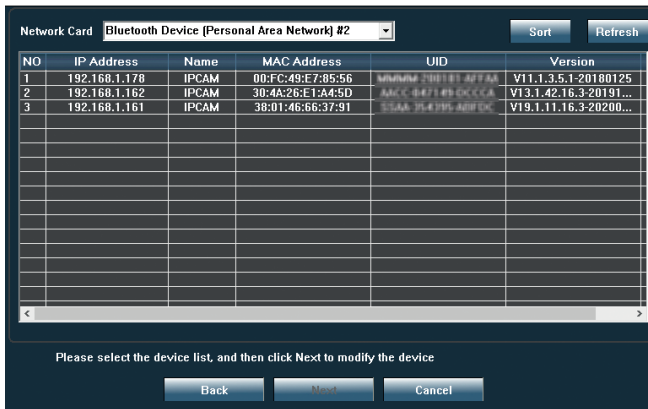 Network Card Bluetooth Device (Personal Area Network) #2 Sort Refresh
NO IP Address Name MAC Address UID Version
1 192.168.1.178 IPCAM 00:FC:49:E7:85:56 V11.1.3.5.1-20180125
2 192.168.1.162 IPCAM 30:4A:26:E1:A4:5D V13.1.42.16.3-20191...
3 192.168.1.161 IPCAM 38:01:46:66:37:91 V19.1.11.16.3-20200...
Please select the device list, and then click Next to modify the device
Back Next Cancel